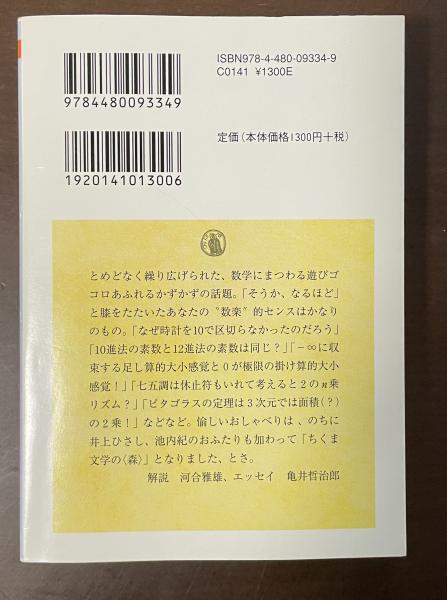 ISBN978-4-480-09334-9
C0141 ¥1300E
9784480093349
定価(本体価格1300円+税)
1920141013006
とめどなく繰り広げられた、数学にまつわる遊びゴ
コロあふれるかずかずの話題。「そうか、なるほど」
と膝をたたいたあなたの〝数楽〟的センスはかなり
のもの。「なぜ時計を10で区切らなかったのだろう」
「10進法の素数と12進法の素数は同じ?」「−∞に収
束する足し算的大小感覚と0が極限の掛け算的大小
感覚!」「七五調は休止符もいれて考えると2のn乗
リズム?」「ピタゴラスの定理は3次元では面積(?)
の2乗!」などなど。愉しいおしゃべりは、のちに
井上ひさし、池内紀のおふたりも加わって「ちくま
文学の〈森〉」となりました、とさ。
解説 河合雅雄、エッセイ 亀井哲治郎